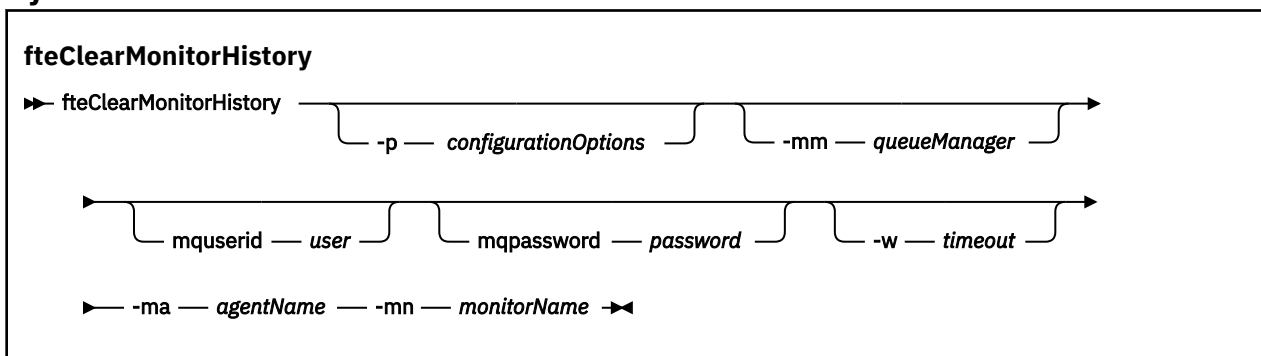 fteClearMonitorHistory
fteClearMonitorHistory
-p configurationOptions -mm queueManager
mquserid user mqpassword password -w timeout
-ma agentName -mn monitorName